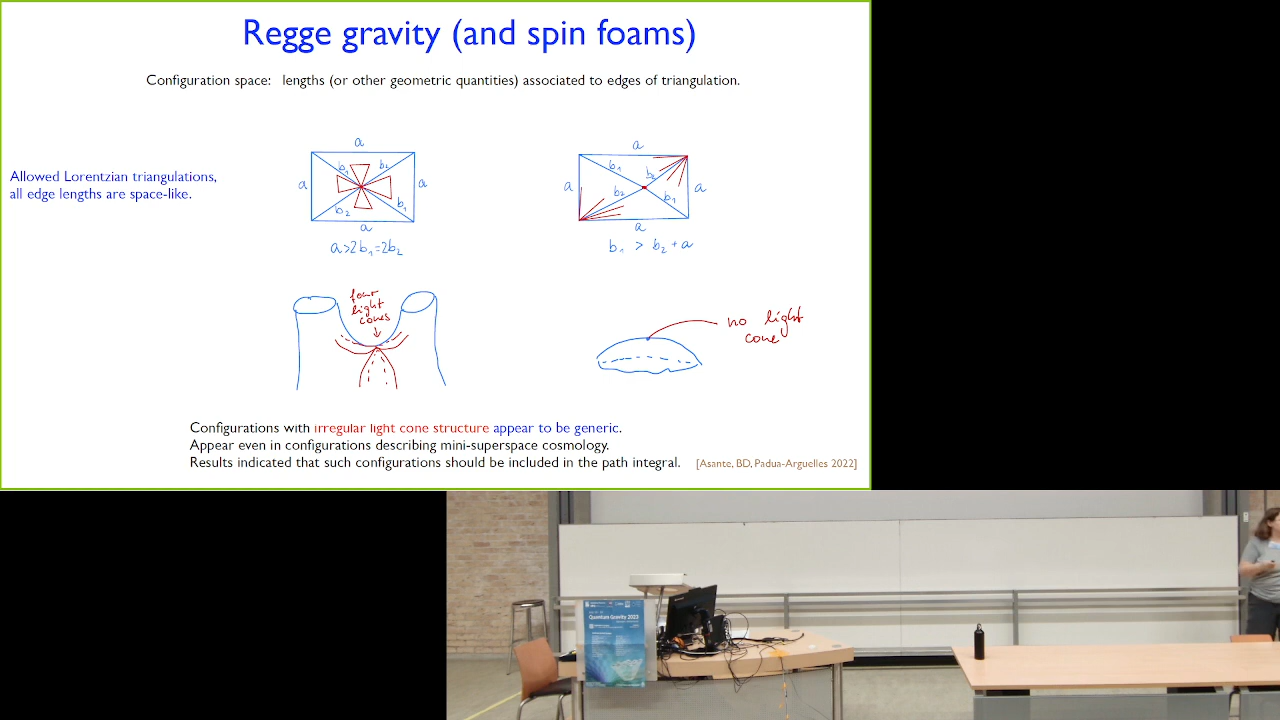 Regge gravity (and spin foams)
Configuration space: lengths (or other geometric quantities) associated to edges of triangulation.
Allowed Lorentzian triangulations,
all edge lengths are space-like.
a
b₁ b₂
a a
b₂ b₁
a
a>2b₁=2b₂
a
b₁ b₂
a a
b₂ b₁
a
b₁ > b₂ + a
four
light
cones
no light
cone
Configurations with irregular light cone structure appear to be generic.
Appear even in configurations describing mini-superspace cosmology.
Results indicated that such configurations should be included in the path integral. [Asante, BD, Padua-Arguelles 2022]
Quantum Gravity 2023